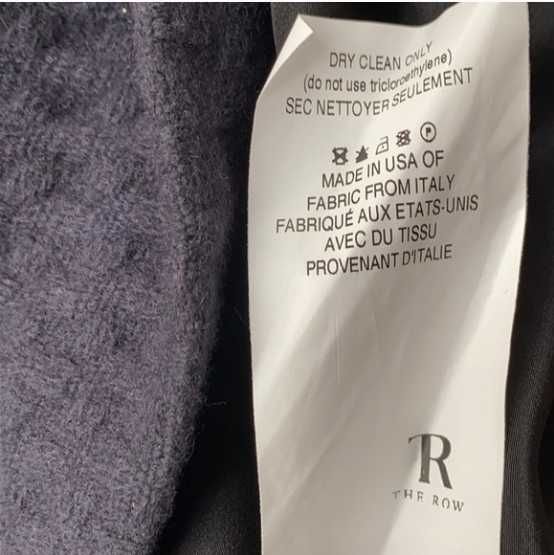 DRY CLEAN ONLY
(do not use tricloroethylene)
SEC NETTOYER SEULEMENT
P
MADE IN USA OF
FABRIC FROM ITALY
FABRIQUÉ AUX ETATS-UNIS
AVEC DU TISSU
PROVENANT D'ITALIE
R
THE ROW